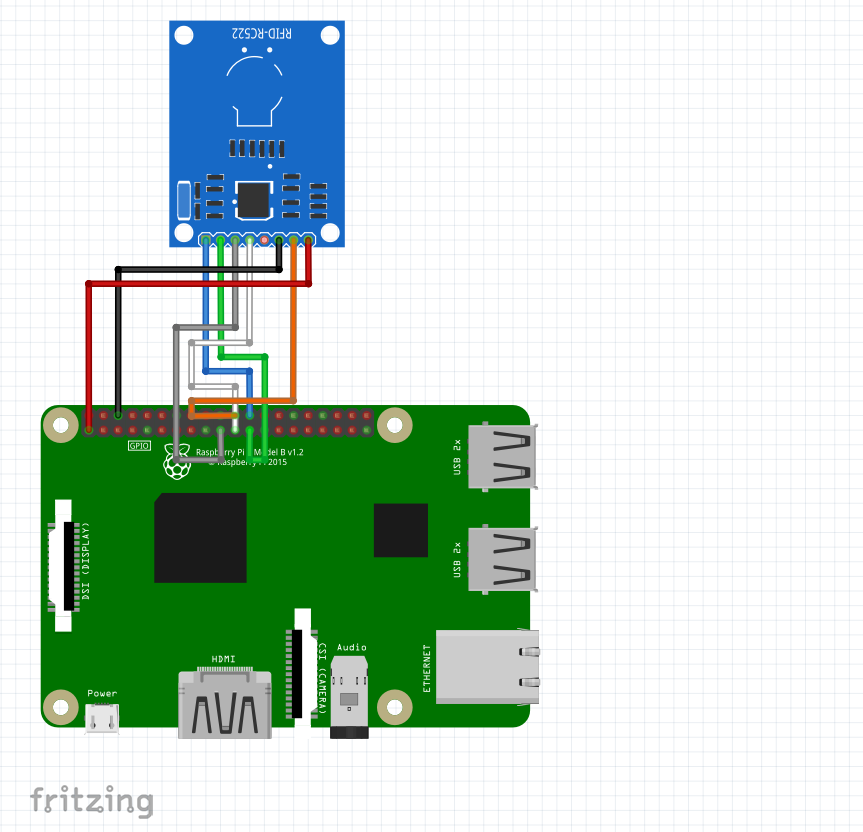 RFID-RC522
GPIO
Raspberry Pi Model B v1.2
© Raspberry Pi 2015
USB 2x
USB 2x
DSI (DISPLAY)
ETHERNET
CSI (CAMERA)
Audio
HDMI
Power
fritzing